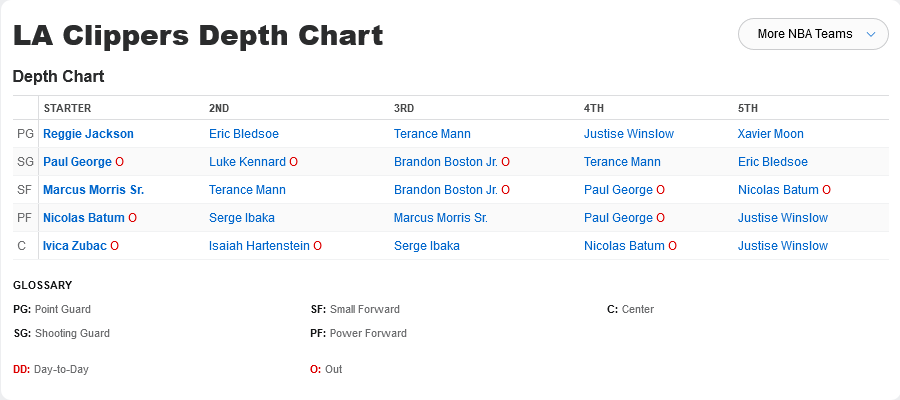 LA Clippers Depth Chart
More NBA Teams
Depth Chart
STARTER 2ND 3RD 4TH 5TH
PG Reggie Jackson Eric Bledsoe Terance Mann Justise Winslow Xavier Moon
SG Paul George O Luke Kennard O Brandon Boston Jr. O Terance Mann Eric Bledsoe
SF Marcus Morris Sr. Terance Mann Brandon Boston Jr. O Paul George O Nicolas Batum O
PF Nicolas Batum O Serge Ibaka Marcus Morris Sr. Paul George O Justise Winslow
C Ivica Zubac O Isaiah Hartenstein O Serge Ibaka Nicolas Batum O Justise Winslow
GLOSSARY
PG: Point Guard SF: Small Forward C: Center
SG: Shooting Guard PF: Power Forward
DD: Day-to-Day O: Out